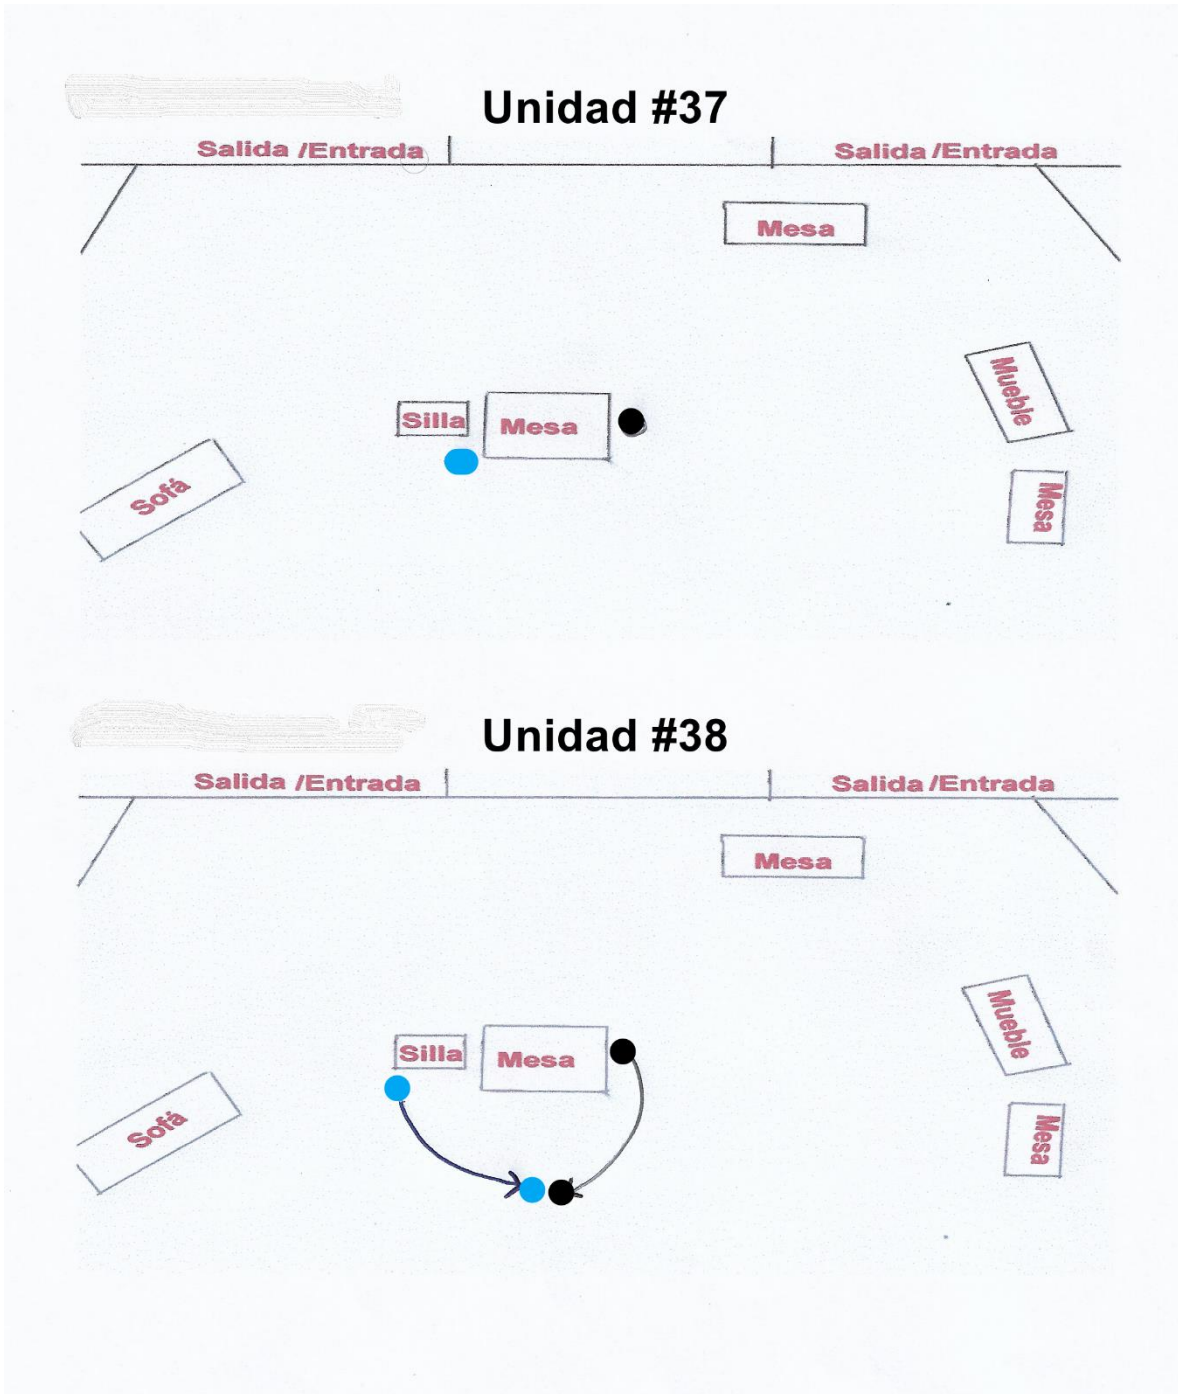 Unidad #37
Salida /Entrada Salida /Entrada
Mesa
Mueble
Silla Mesa
Sofá
Mesa
Unidad #38
Salida /Entrada Salida /Entrada
Mesa
Mueble
Silla Mesa
Sofá
Mesa